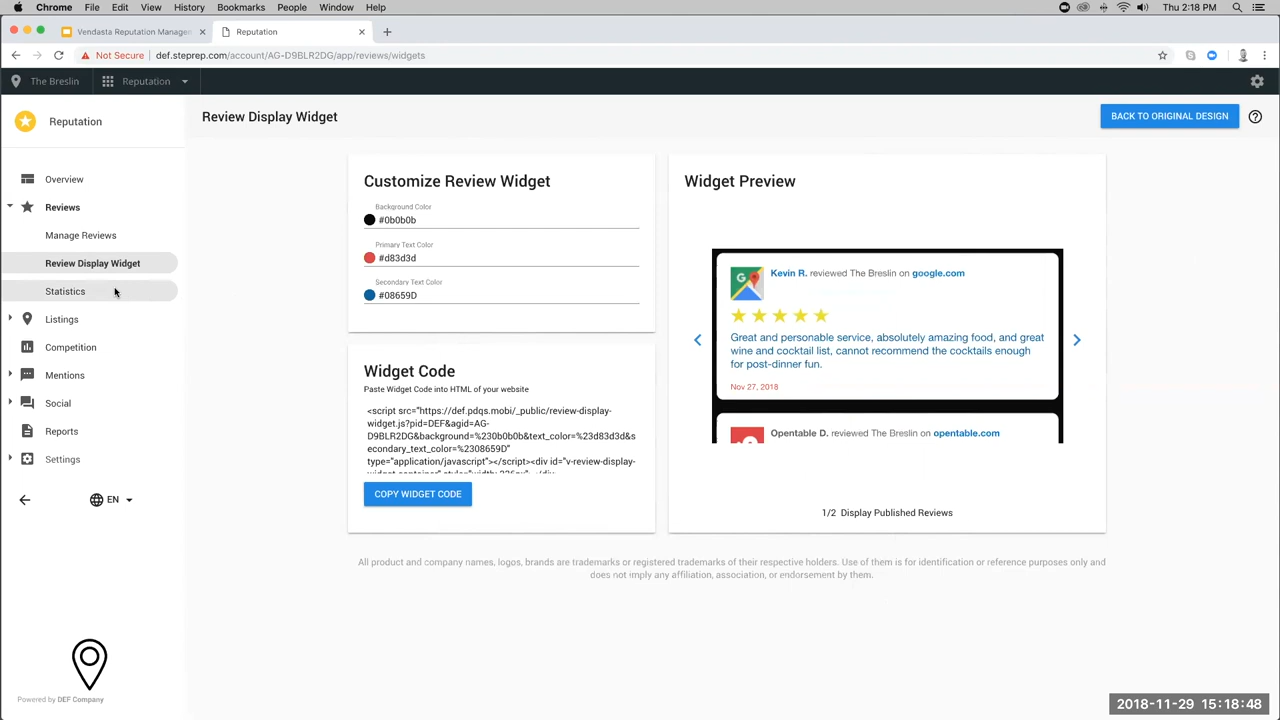 Chrome File Edit View History Bookmarks People Window Help Thu 2:18 PM
Vendasta Reputation Managem Reputation
Not Secure def.steprep.com/account/AG-D9BLR2DG/app/reviews/widgets
The Breslin Reputation
Reputation
Overview
Reviews
Manage Reviews
Review Display Widget
Statistics
Listings
Competition
Mentions
Social
Reports
Settings
EN
Powered by DEF Company
Review Display Widget
BACK TO ORIGINAL DESIGN
Customize Review Widget
Background Color
#0b0b0b
Primary Text Color
#d83d3d
Secondary Text Color
#08659D
Widget Code
Paste Widget Code into HTML of your website
<script src="https://def.pdqs.mobi/_public/review-display-
widget.js?pid=DEF&agid=AG-
D9BLR2DG&background=%230b0b0b&text_color=%23d83d3d&s
econdary_text_color=%2308659D"
type="application/javascript"></script><div id="v-review-display-
COPY WIDGET CODE
Widget Preview
Kevin R. reviewed The Breslin on google.com
Great and personable service, absolutely amazing food, and great
wine and cocktail list, cannot recommend the cocktails enough
for post-dinner fun.
Nov 27, 2018
Opentable D. reviewed The Breslin on opentable.com
1/2 Display Published Reviews
All product and company names, logos, brands are trademarks or registered trademarks of their respective holders. Use of them is for identification or reference purposes only and
does not imply any affiliation, association, or endorsement by them.
2018-11-29 15:18:48